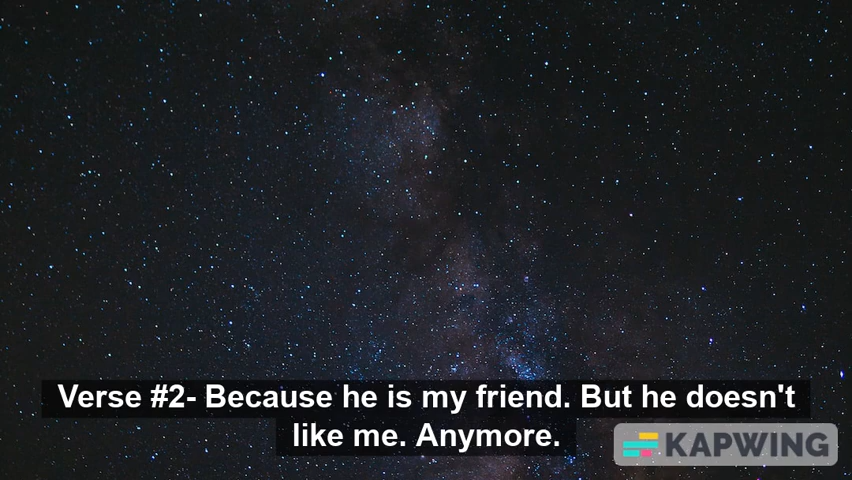 Verse #2- Because he is my friend. But he doesn't
like me. Anymore.
KAPWING